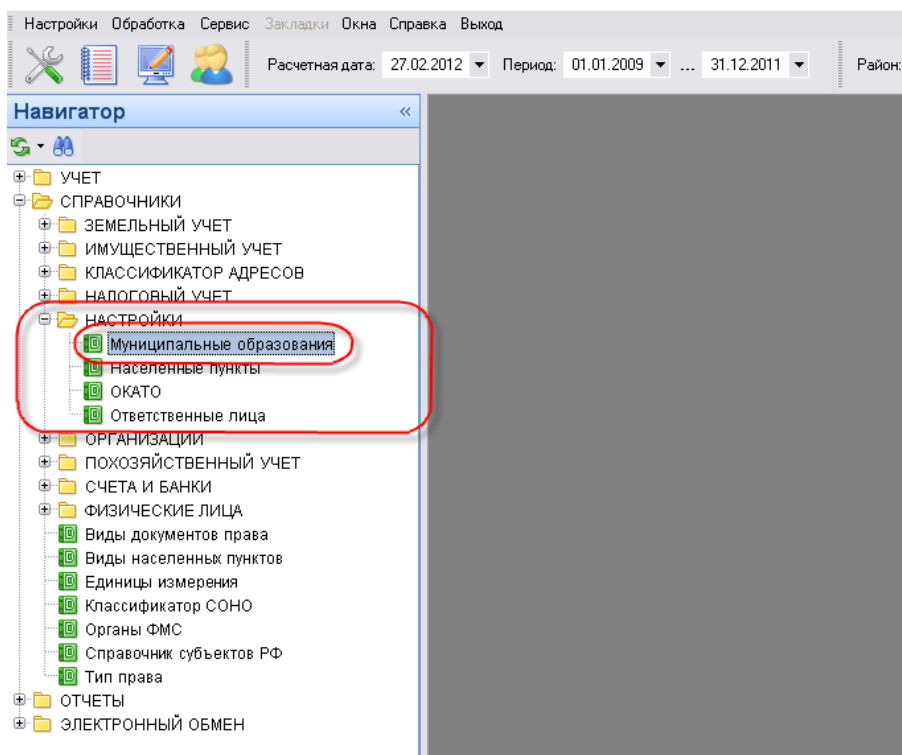 Настройки Обработка Сервис Закладки Окна Справка Выход
Расчетная дата: 27.02.2012 Период: 01.01.2009 ... 31.12.2011 Район:
Навигатор «
УЧЕТ
СПРАВОЧНИКИ
ЗЕМЕЛЬНЫЙ УЧЕТ
ИМУЩЕСТВЕННЫЙ УЧЕТ
КЛАССИФИКАТОР АДРЕСОВ
НАЛОГОВЫЙ УЧЕТ
НАСТРОЙКИ
Муниципальные образования
Населенные пункты
ОКАТО
Ответственные лица
ОРГАНИЗАЦИИ
ПОХОЗЯЙСТВЕННЫЙ УЧЕТ
СЧЕТА И БАНКИ
ФИЗИЧЕСКИЕ ЛИЦА
Виды документов права
Виды населенных пунктов
Единицы измерения
Классификатор СОНО
Органы ФМС
Справочник субъектов РФ
Тип права
ОТЧЕТЫ
ЭЛЕКТРОННЫЙ ОБМЕН